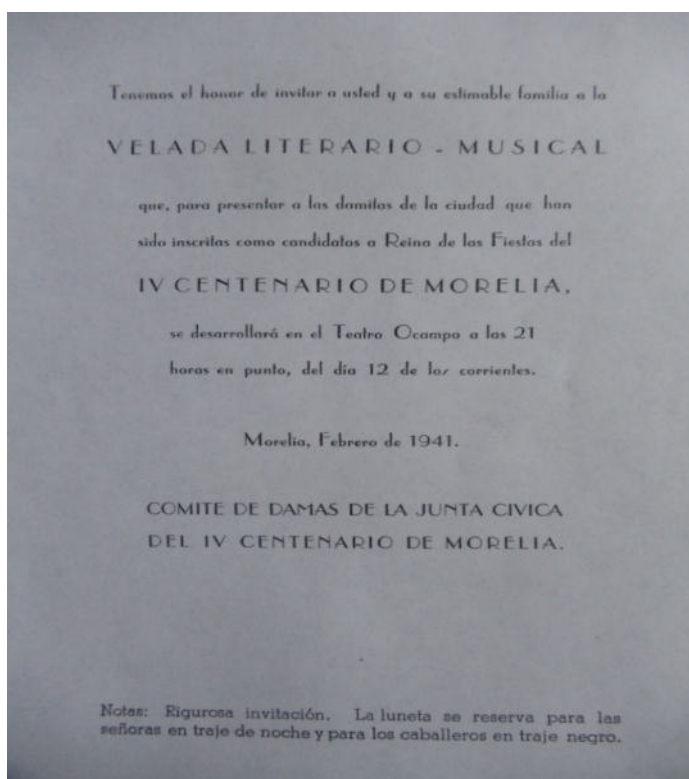 Tenemos el honor de invitar a usted y a su estimable familia a la
VELADA LITERARIO - MUSICAL
que, para presentar a las damitas de la ciudad que han
sido inscritas como candidatas a Reina de las Fiestas del
IV CENTENARIO DE MORELIA,
se desarrollará en el Teatro Ocampo a las 21
horas en punto, del día 12 de los corrientes.
Morelia, Febrero de 1941.
COMITE DE DAMAS DE LA JUNTA CIVICA
DEL IV CENTENARIO DE MORELIA.
Notas: Rigurosa invitación. La luneta se reserva para las
señoras en traje de noche y para los caballeros en traje negro.